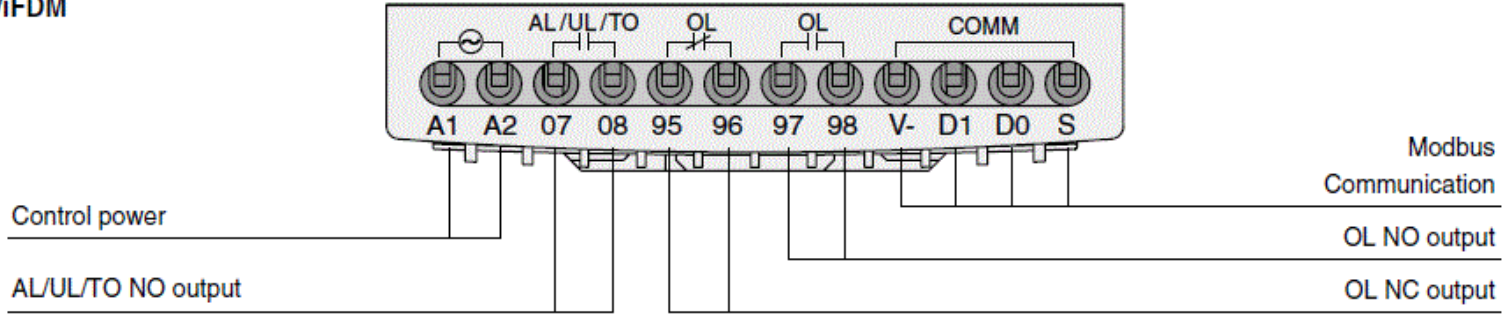 iFDM
AL/UL/TO OL OL COMM
A1 A2 07 08 95 96 97 98 V- D1 D0 S
Modbus
Communication
Control power
OL NO output
AL/UL/TO NO output
OL NC output